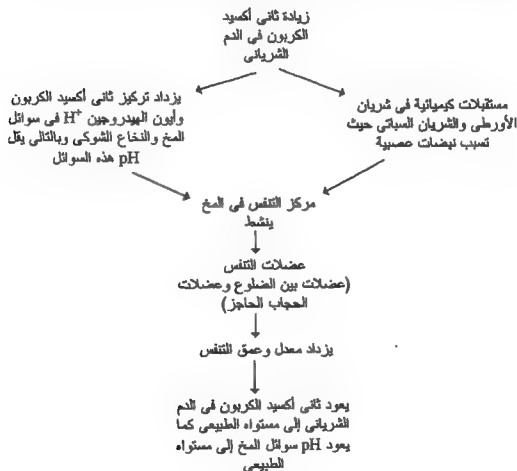 زيادة ثانى أكسيد
الكربون فى الدم
الشريانى
يزداد تركيز ثانى أكسيد الكربون
وأيون الهيدروجين H⁺ فى سوائل
المخ والنخاع الشوكى وبالتالى يقل
pH هذه السوائل
مستقبلات كيميائية فى شريان
الأورطى والشريان السباتى حيث
تسبب نبضات عصبية
مركز التنفس فى المخ
ينشط
عضلات التنفس
(عضلات بين الضلوع وعضلات
الحجاب الحاجز)
يزداد معدل وعمق التنفس
يعود ثانى أكسيد الكربون فى الدم
الشريانى إلى مستواه الطبيعى كما
يعود pH سوائل المخ إلى مستواه
الطبيعى